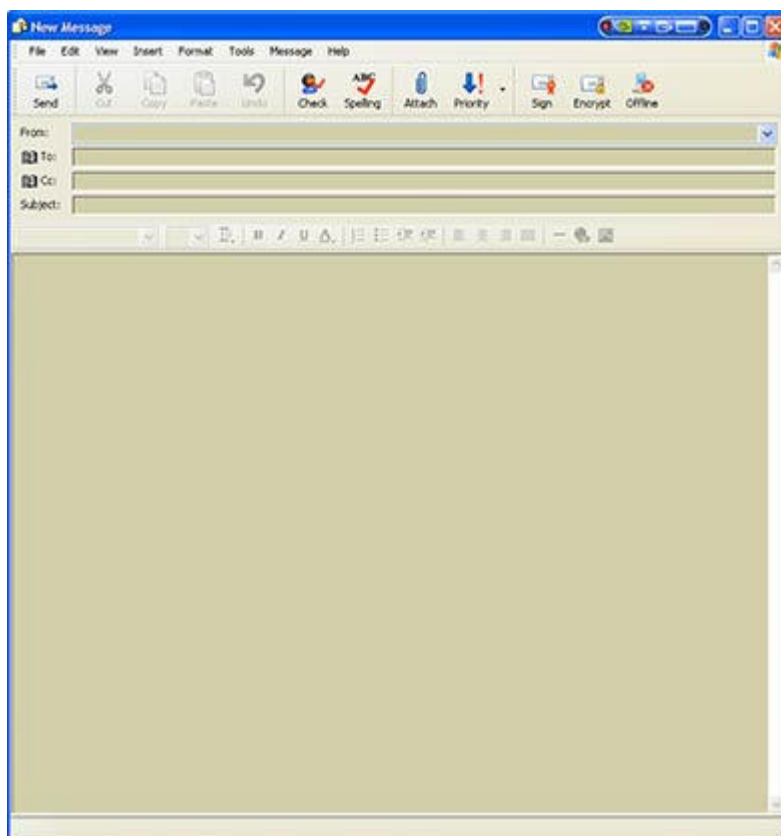 New Message
File Edit View Insert Format Tools Message Help
ABC
Send Cut Copy Paste Undo Check Spelling Attach Priority Sign Encrypt Offline
From:
To:
Cc:
Subject:
B I U A